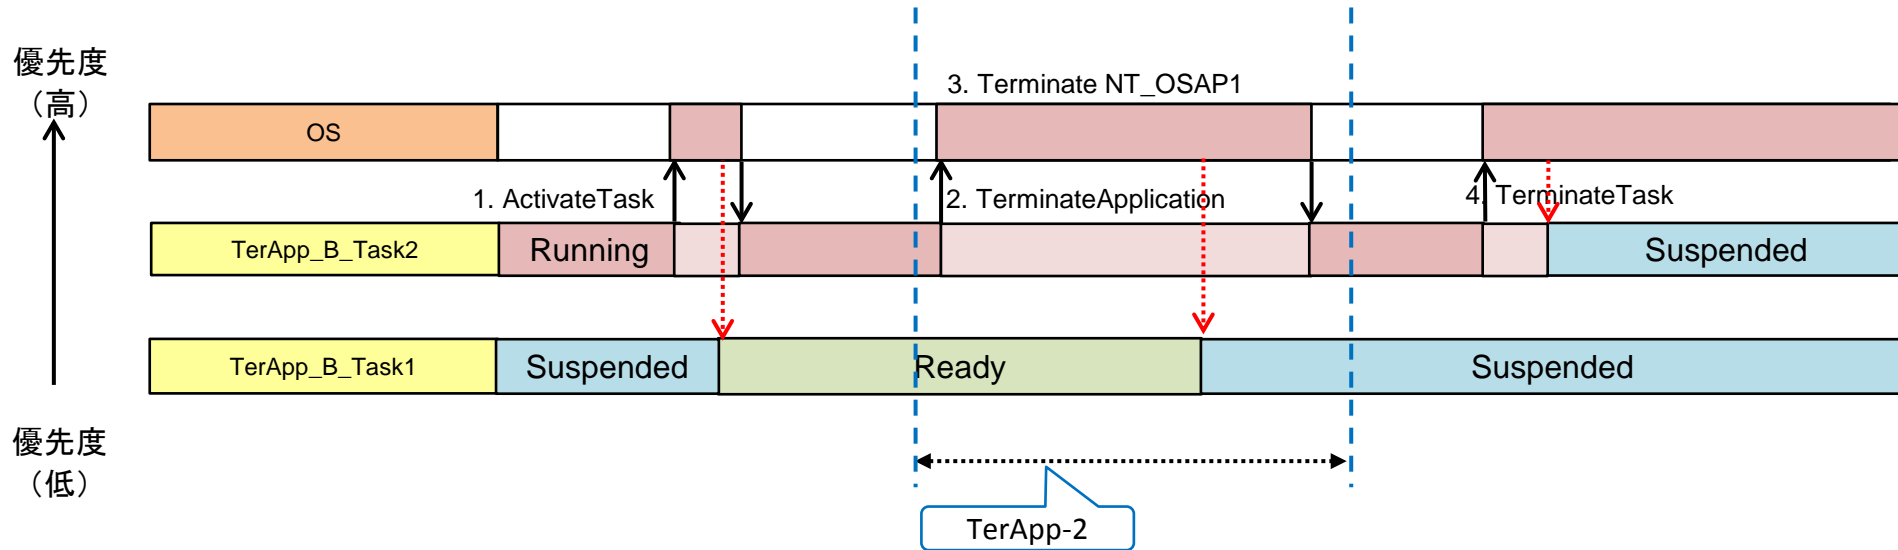 優先度
（高）
3. Terminate NT_OSAP1
OS
1. ActivateTask
2. TerminateApplication
4. TerminateTask
TerApp_B_Task2
Running
Suspended
TerApp_B_Task1
Suspended
Ready
Suspended
優先度
（低）
TerApp-2